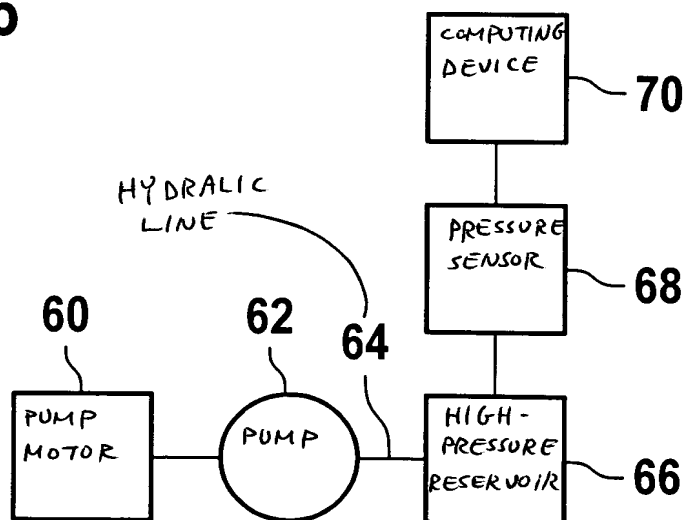 COMPUTING
DEVICE
70
HYDRALIC
LINE
PRESSURE
SENSOR
68
60
62
64
PUMP
MOTOR
PUMP
HIGH-
PRESSURE
RESERVOIR
66